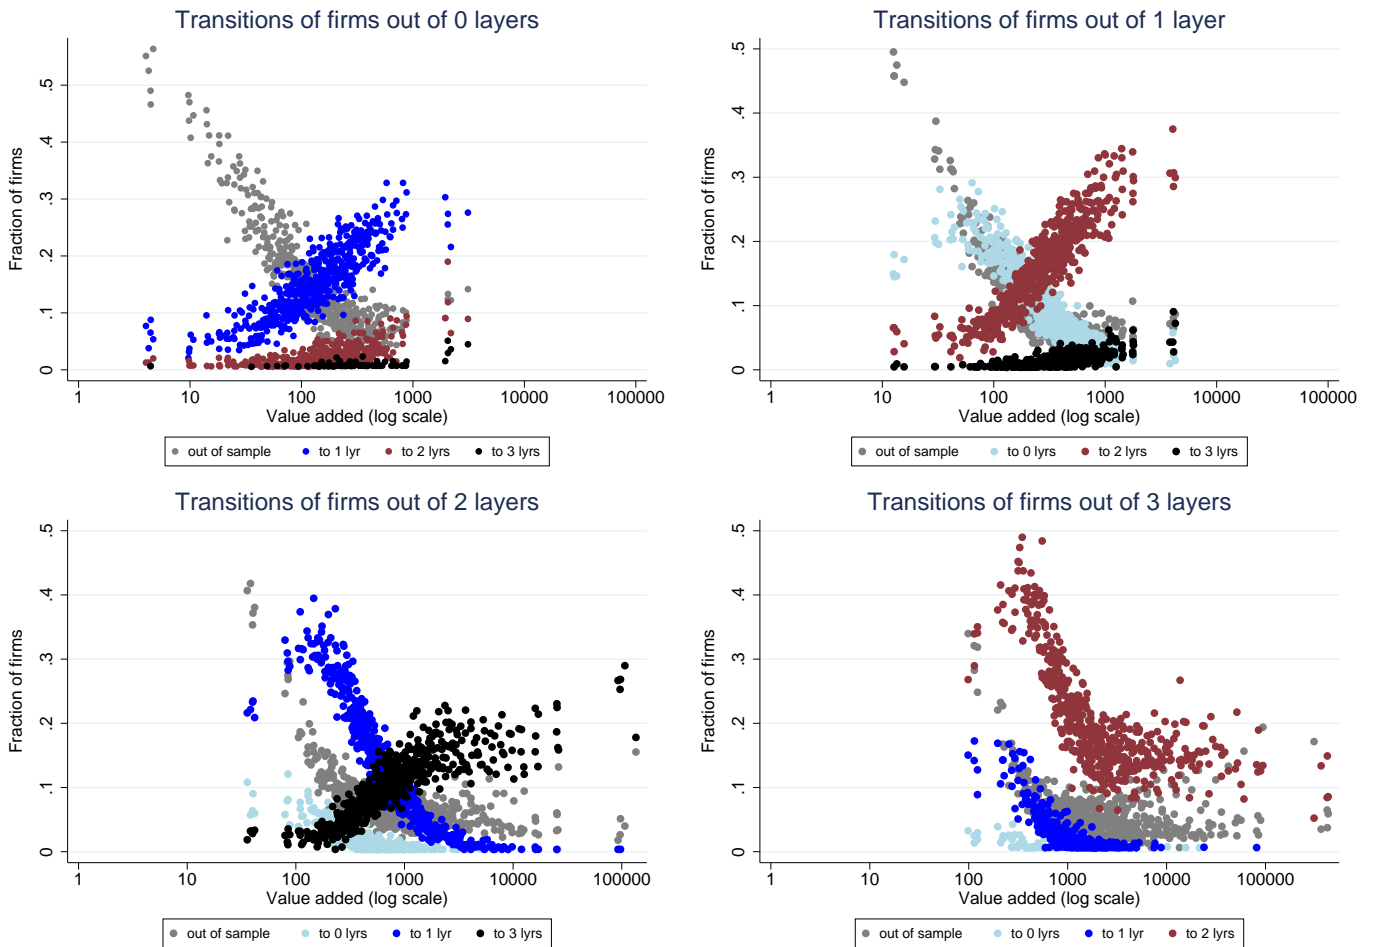 Transitions of firms out of 0 layers
Fraction of firms
0 .1 .2 .3 .4 .5
1 10 100 1000 10000 100000
Value added (log scale)
out of sample to 1 lyr to 2 lyrs to 3 lyrs
Transitions of firms out of 1 layer
Fraction of firms
0 .1 .2 .3 .4 .5
1 10 100 1000 10000 100000
Value added (log scale)
out of sample to 0 lyrs to 2 lyrs to 3 lyrs
Transitions of firms out of 2 layers
Fraction of firms
0 .1 .2 .3 .4 .5
1 10 100 1000 10000 100000
Value added (log scale)
out of sample to 0 lyrs to 1 lyr to 3 lyrs
Transitions of firms out of 3 layers
Fraction of firms
0 .1 .2 .3 .4 .5
1 10 100 1000 10000 100000
Value added (log scale)
out of sample to 0 lyrs to 1 lyr to 2 lyrs